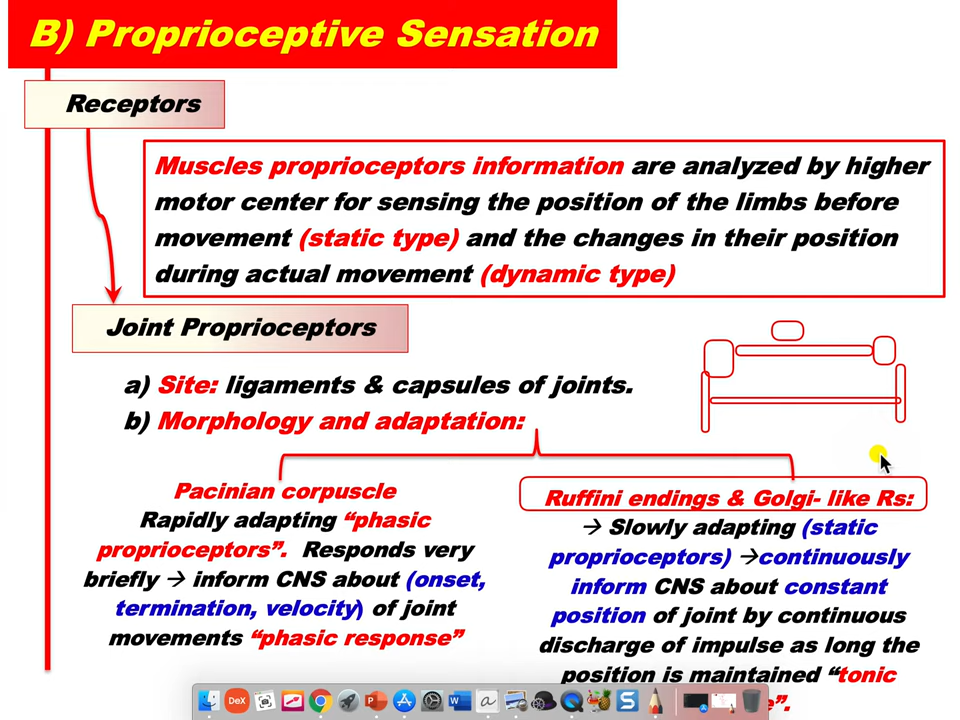 B) Proprioceptive Sensation
Receptors
Muscles proprioceptors information are analyzed by higher
motor center for sensing the position of the limbs before
movement (static type) and the changes in their position
during actual movement (dynamic type)
Joint Proprioceptors
a) Site: ligaments & capsules of joints.
b) Morphology and adaptation:
Pacinian corpuscle
Rapidly adapting “phasic
proprioceptors”. Responds very
briefly → inform CNS about (onset,
termination, velocity) of joint
movements “phasic response”
Ruffini endings & Golgi- like Rs:
→ Slowly adapting (static
proprioceptors) →continuously
inform CNS about constant
position of joint by continuous
discharge of impulse as long the
position is maintained “tonic
DeX